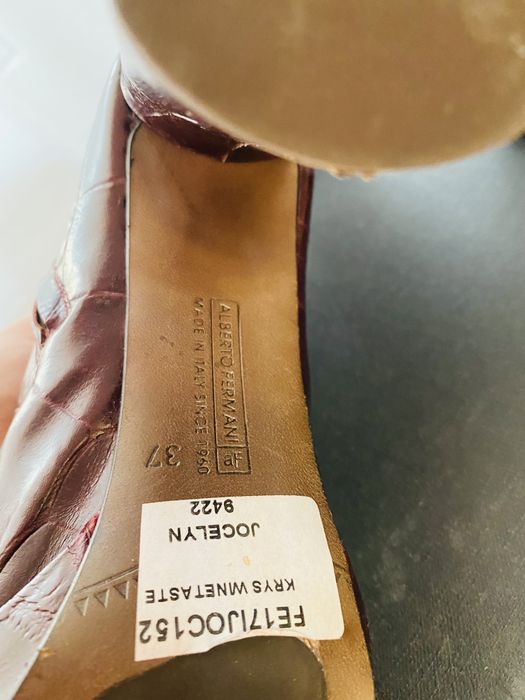 ALBERTO FERMANI
MADE IN ITALY SINCE 1960
37
FE17IJOC152
KRYS WINETASTE
JOCELYN
9422